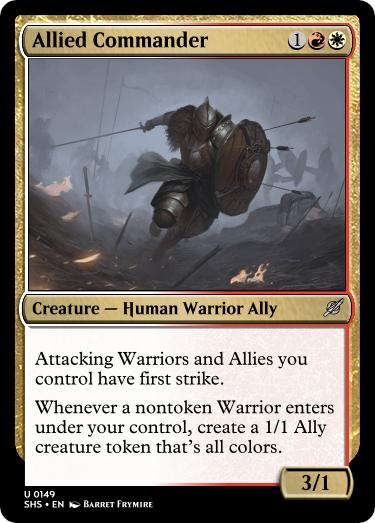 Allied Commander 1
Creature — Human Warrior Ally
Attacking Warriors and Allies you
control have first strike.
Whenever a nontoken Warrior enters
under your control, create a 1/1 Ally
creature token that's all colors.
3/1
U 0149
SHS • EN Barret Frymire